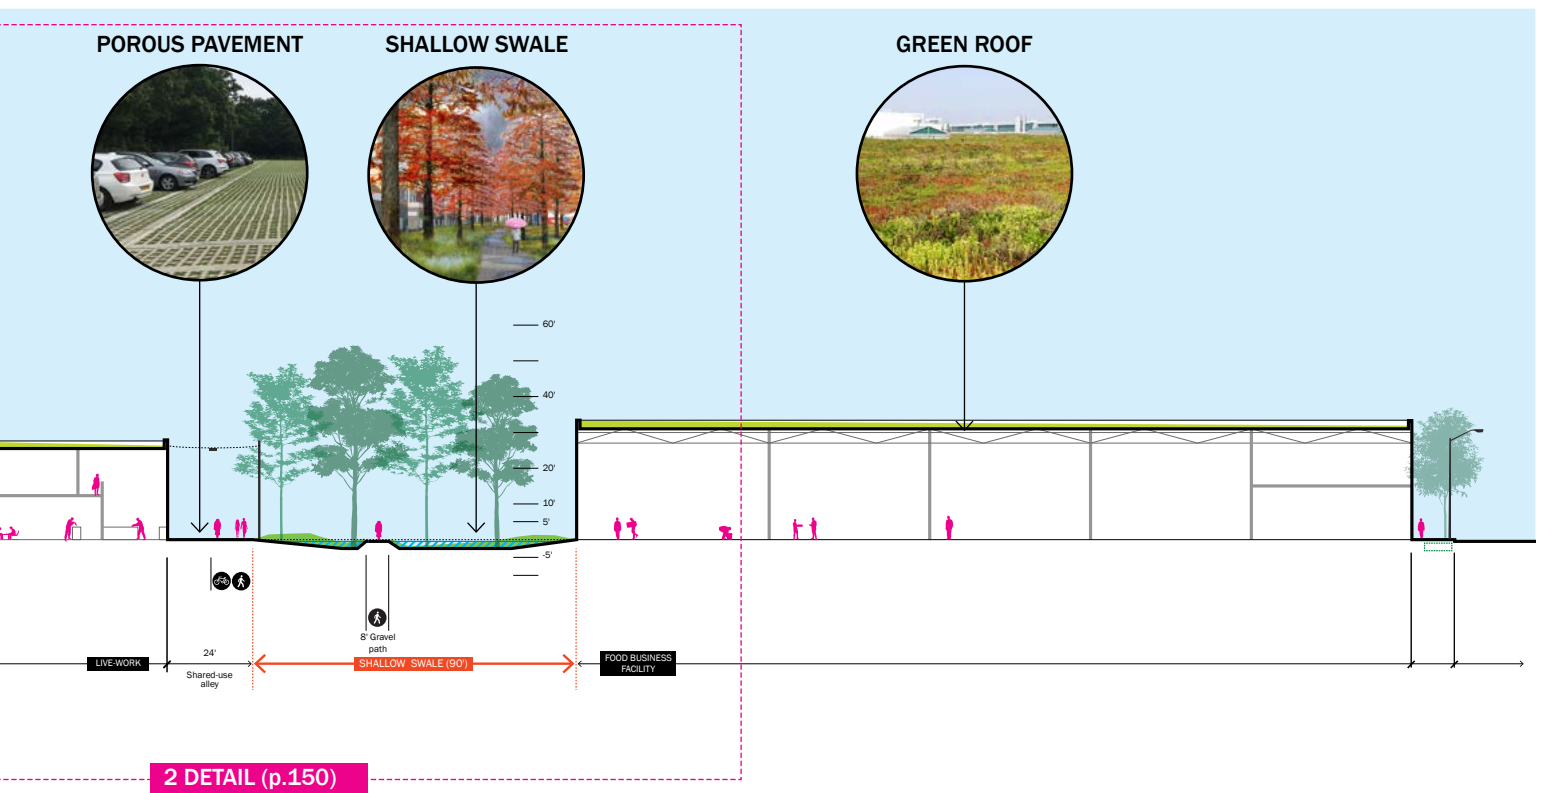 POROUS PAVEMENT
SHALLOW SWALE
GREEN ROOF
60'
40'
20'
10'
5'
-5'
8' Gravel
path
LIVE-WORK
24'
Shared-use
alley
SHALLOW SWALE (90')
FOOD BUSINESS
FACILITY
2 DETAIL (p.150)